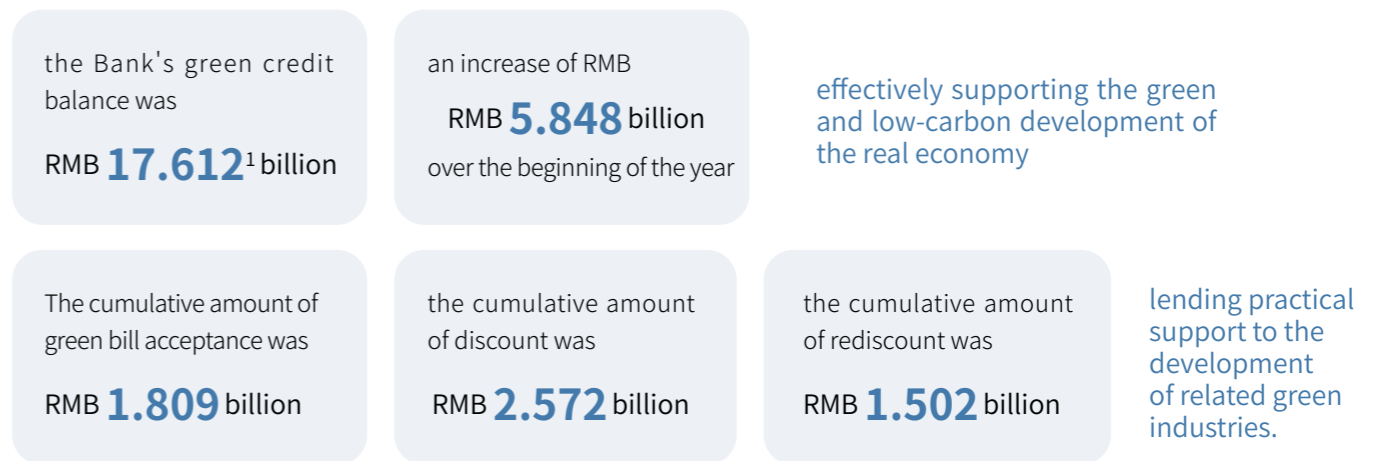 the Bank's green credit
balance was
RMB 17.612¹ billion
an increase of RMB
RMB 5.848 billion
over the beginning of the year
effectively supporting the green
and low-carbon development of
the real economy
The cumulative amount of
green bill acceptance was
RMB 1.809 billion
the cumulative amount
of discount was
RMB 2.572 billion
the cumulative amount
of rediscount was
RMB 1.502 billion
lending practical
support to the
development
of related green
industries.